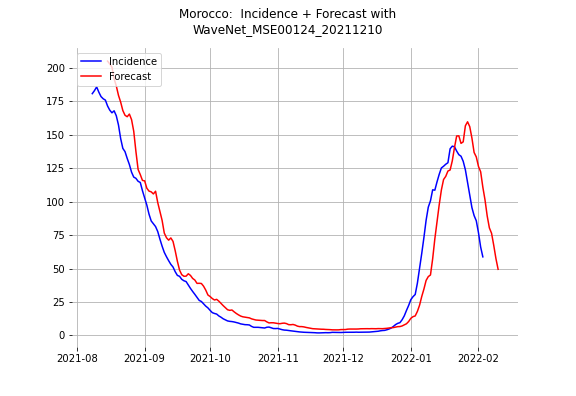 Morocco:  Incidence + Forecast with
WaveNet_MSE00124_20211210
Incidence
Forecast
200
175
150
125
100
75
50
25
0
2021-08 2021-09 2021-10 2021-11 2021-12 2022-01 2022-02